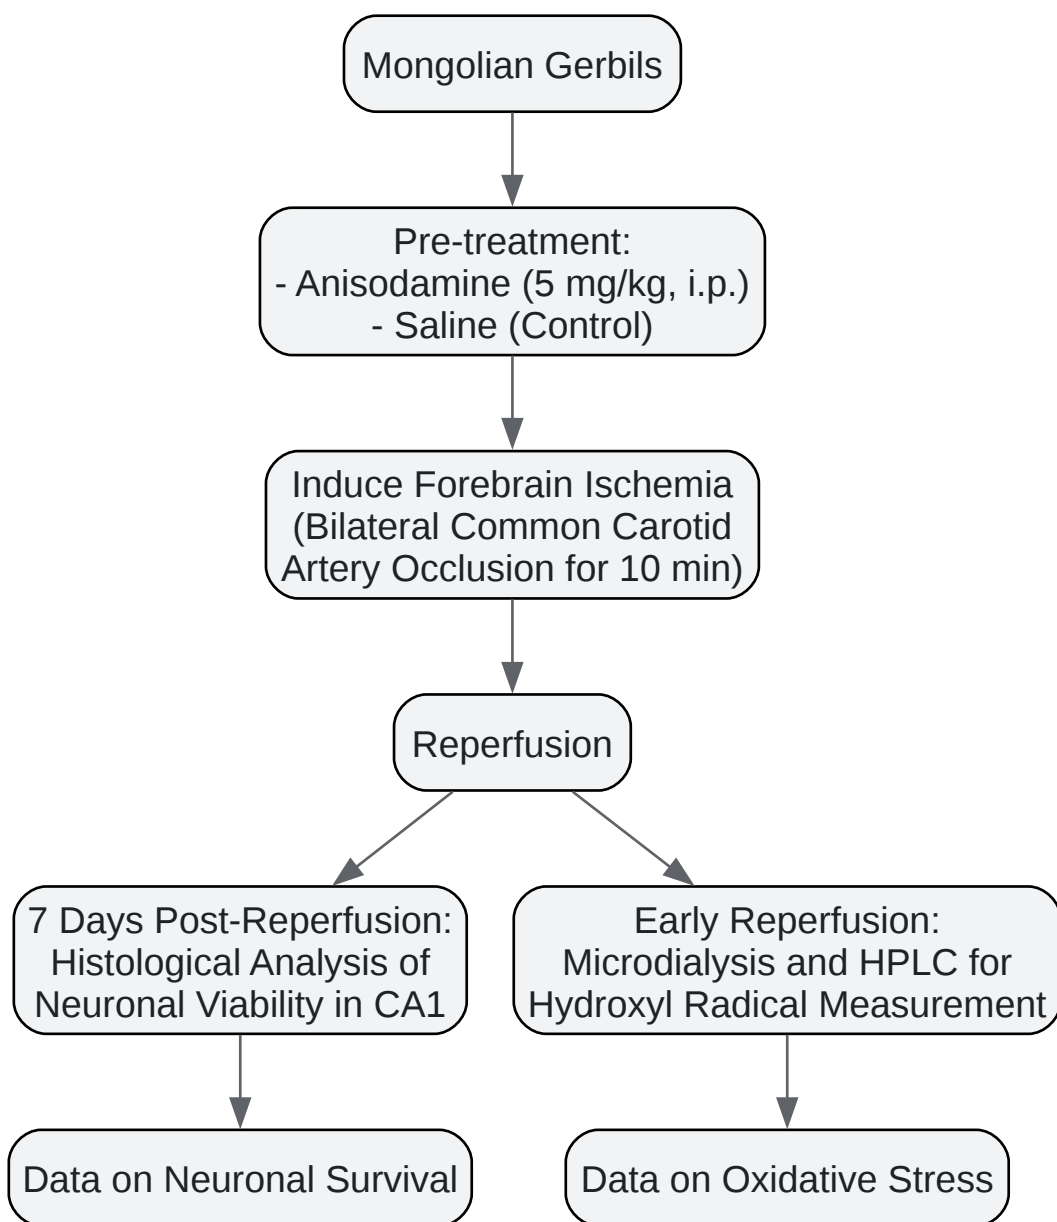 Mongolian Gerbils
Pre-treatment:
- Anisodamine (5 mg/kg, i.p.)
- Saline (Control)
Induce Forebrain Ischemia
(Bilateral Common Carotid
Artery Occlusion for 10 min)
Reperfusion
7 Days Post-Reperfusion:
Histological Analysis of
Neuronal Viability in CA1
Early Reperfusion:
Microdialysis and HPLC for
Hydroxyl Radical Measurement
Data on Neuronal Survival
Data on Oxidative Stress